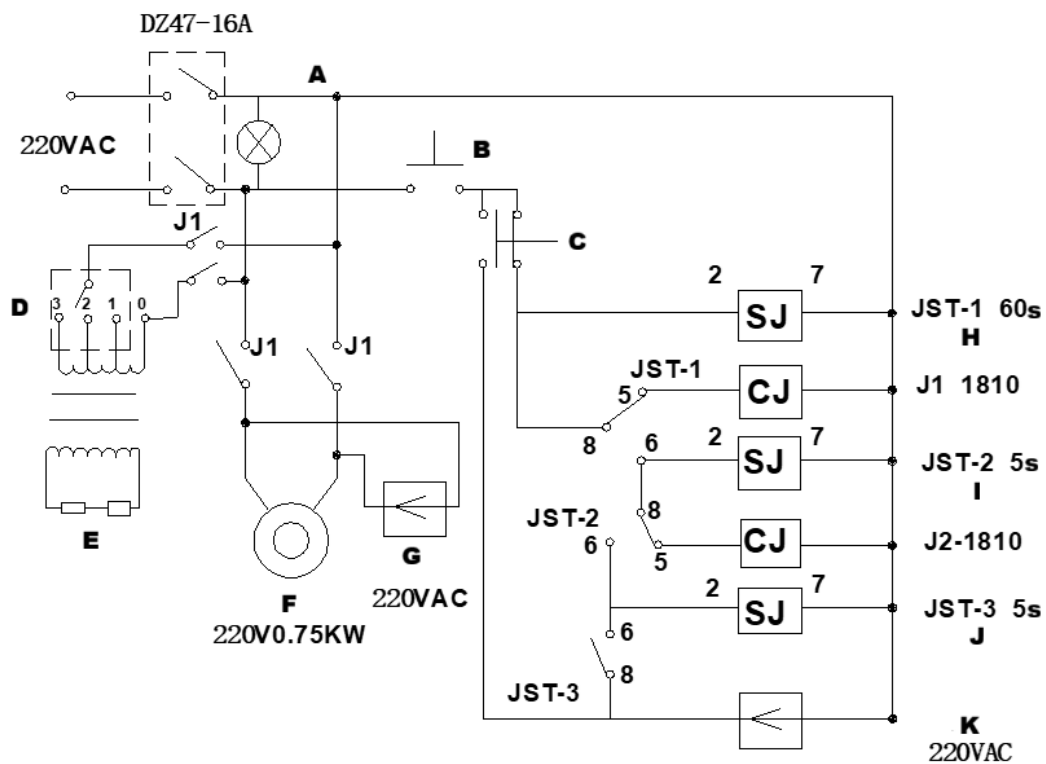 DZ47-16A
A
220VAC
B
J1
C
D
3 2 1 0
2 7
SJ
JST-1 60s
H
J1 J1
JST-1
5
8
CJ
J1 1810
6
2 7
SJ
JST-2 5s
I
E
JST-2
6
8
5
CJ
J2-1810
G
220VAC
F
220V0.75KW
2 7
SJ
JST-3 5s
J
6
8
JST-3
K
220VAC